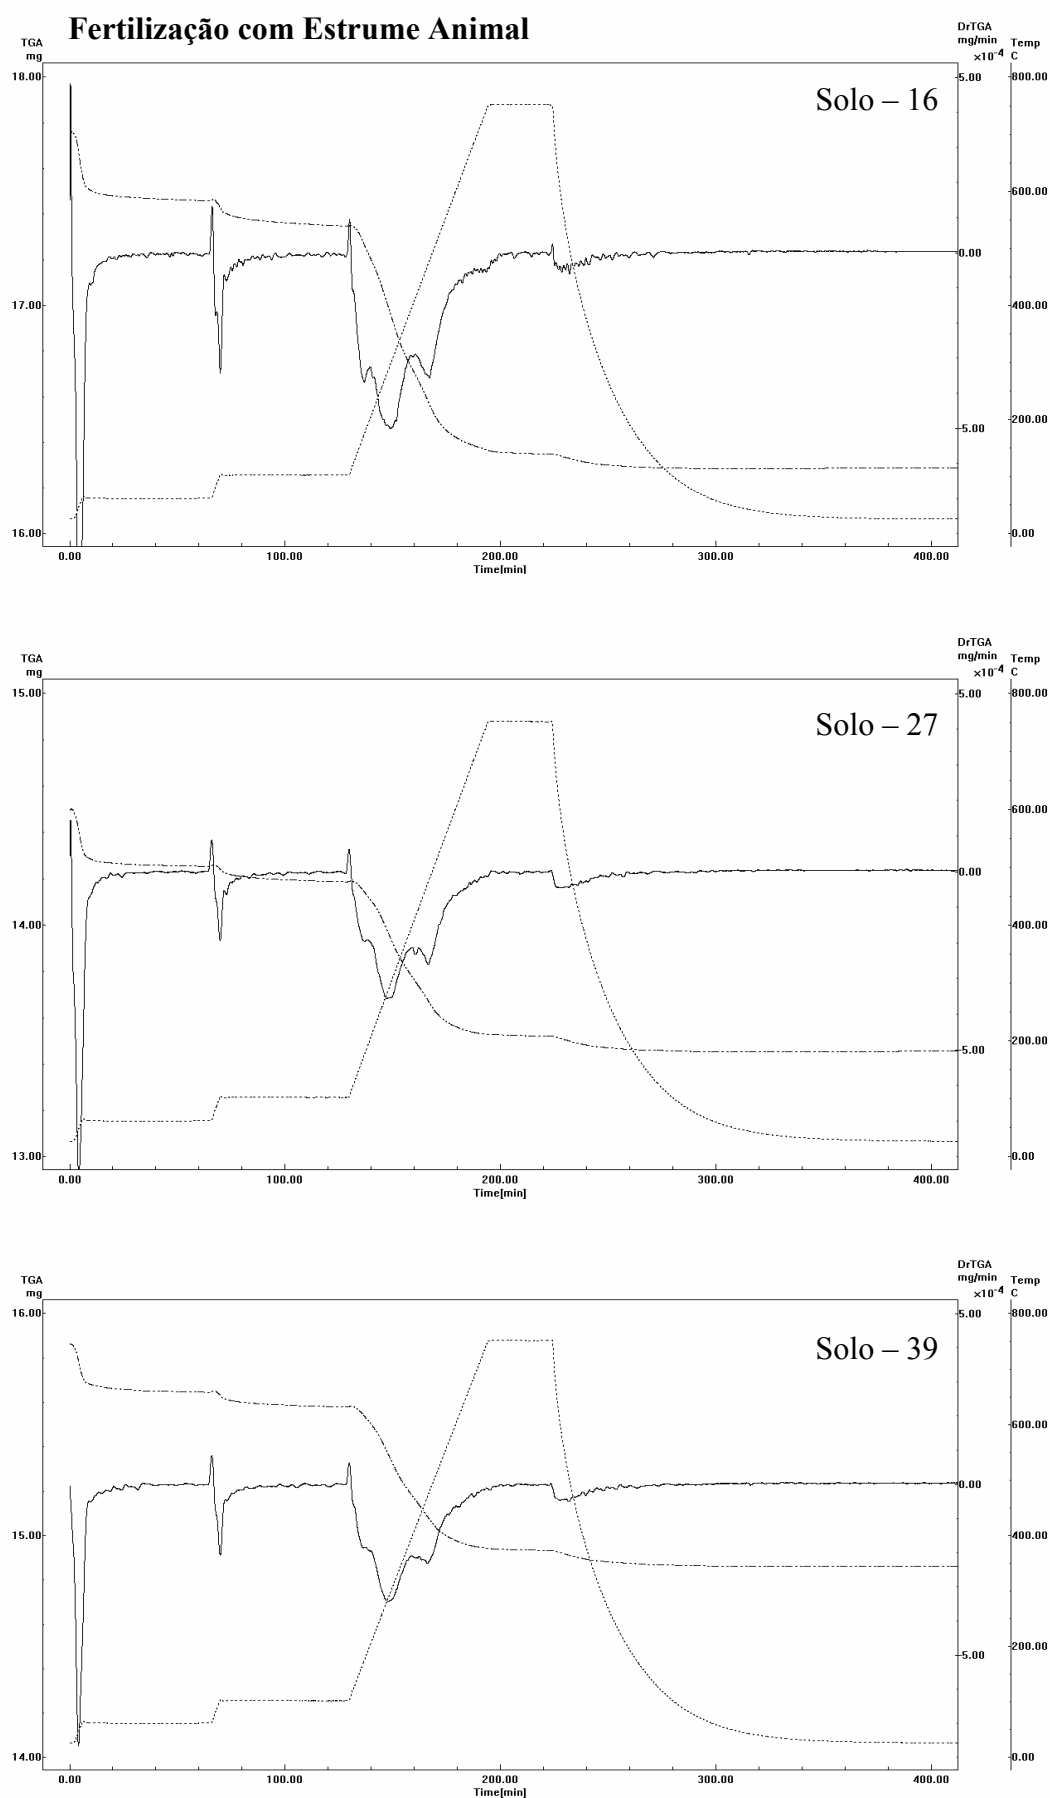 Fertilização com Estrume Animal
TGA
mg
DrTGA
mg/min
×10⁻⁴
Temp
C
Solo – 16
18.00
17.00
16.00
5.00
0.00
-5.00
800.00
600.00
400.00
200.00
0.00
0.00 100.00 200.00 300.00 400.00
Time[min]
TGA
mg
DrTGA
mg/min
×10⁻⁴
Temp
C
Solo – 27
15.00
14.00
13.00
5.00
0.00
-5.00
800.00
600.00
400.00
200.00
0.00
0.00 100.00 200.00 300.00 400.00
Time[min]
TGA
mg
DrTGA
mg/min
×10⁻⁴
Temp
C
Solo – 39
16.00
15.00
14.00
5.00
0.00
-5.00
800.00
600.00
400.00
200.00
0.00
0.00 100.00 200.00 300.00 400.00
Time[min]